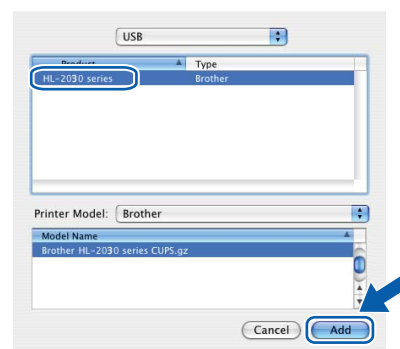 USB
Product Type
HL-2030 series Brother
Printer Model: Brother
Model Name
Brother HL-2030 series CUPS.gz
Cancel Add